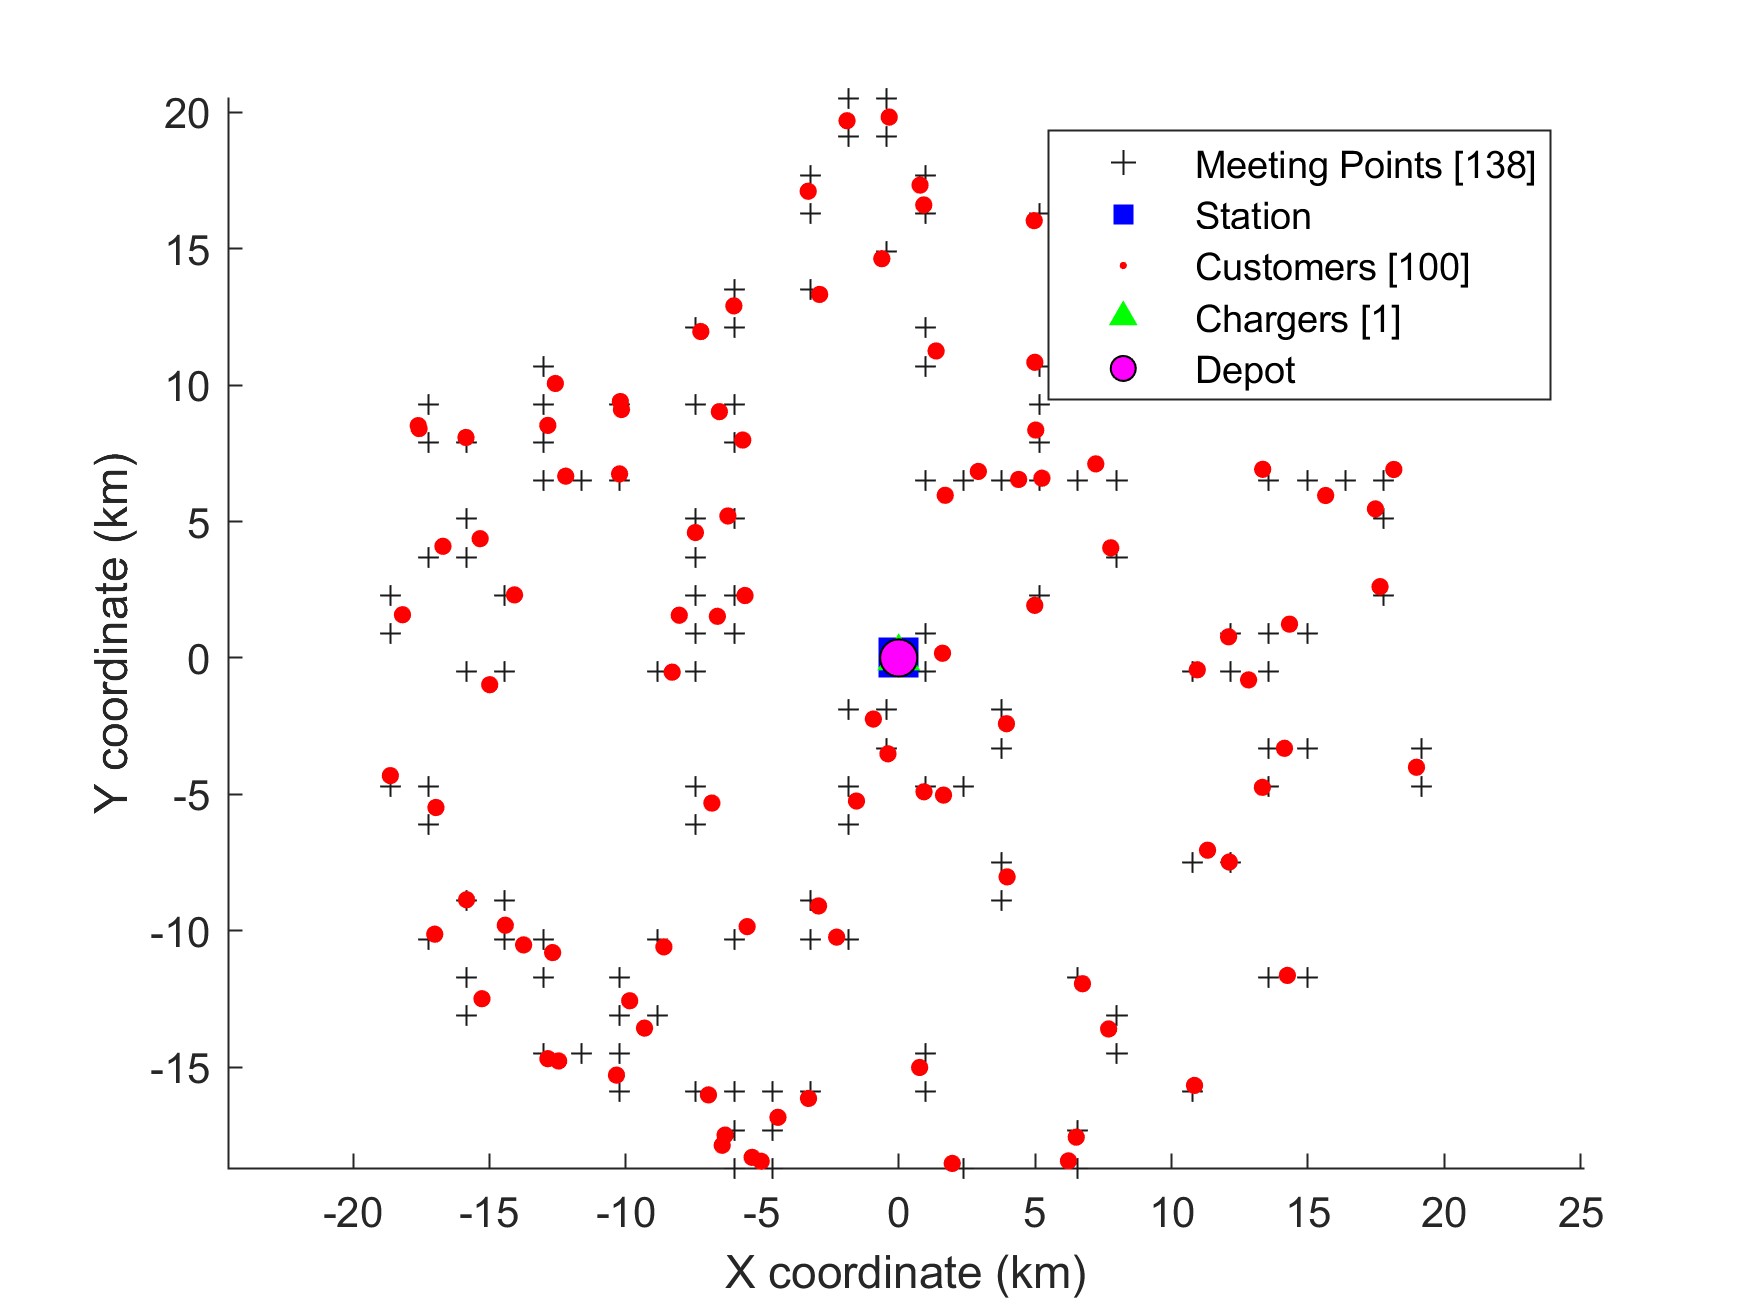 20
15
10
5
0
-5
-10
-15
Y coordinate (km)
Meeting Points [138]
Station
Customers [100]
Chargers [1]
Depot
-20 -15 -10 -5 0 5 10 15 20 25
X coordinate (km)